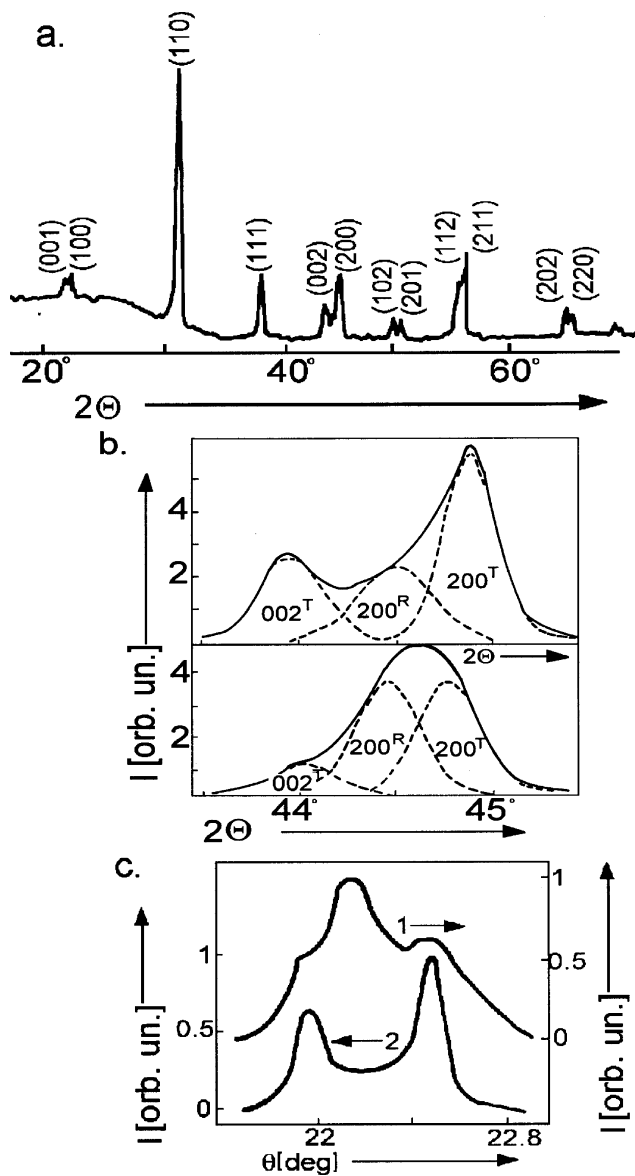 a.
(110)
(001)
(100)
(111)
(002)
(200)
(102)
(201)
(112)
(211)
(202)
(220)
20° 40° 60°
2Θ
b.
I [orb. un.]
4
2
002ᵀ 200ᴿ 200ᵀ
2Θ
4
2
002ᵀ 200ᴿ 200ᵀ
44° 45°
2Θ
c.
I [orb. un.]
I [orb. un.]
1
0.5
0
1
0.5
0
1
2
22 22.8
θ[deg]